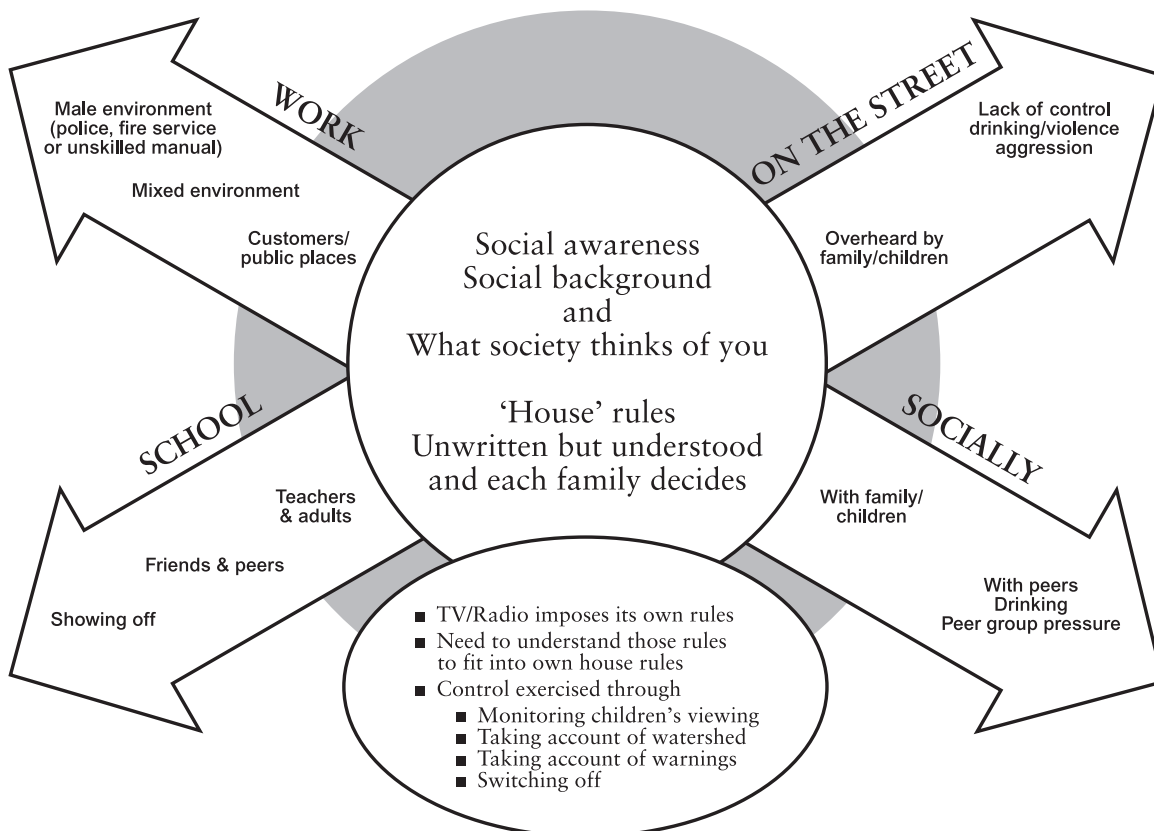 WORK
Male environment
(police, fire service
or unskilled manual)
Mixed environment
Customers/
public places
ON THE STREET
Lack of control
drinking/violence
aggression
Overheard by
family/children
Social awareness
Social background
and
What society thinks of you
‘House’ rules
Unwritten but understood
and each family decides
SCHOOL
Teachers
& adults
Friends & peers
Showing off
SOCIALLY
With family/
children
With peers
Drinking
Peer group pressure
■ TV/Radio imposes its own rules
■ Need to understand those rules
to fit into own house rules
■ Control exercised through
■ Monitoring children’s viewing
■ Taking account of watershed
■ Taking account of warnings
■ Switching off